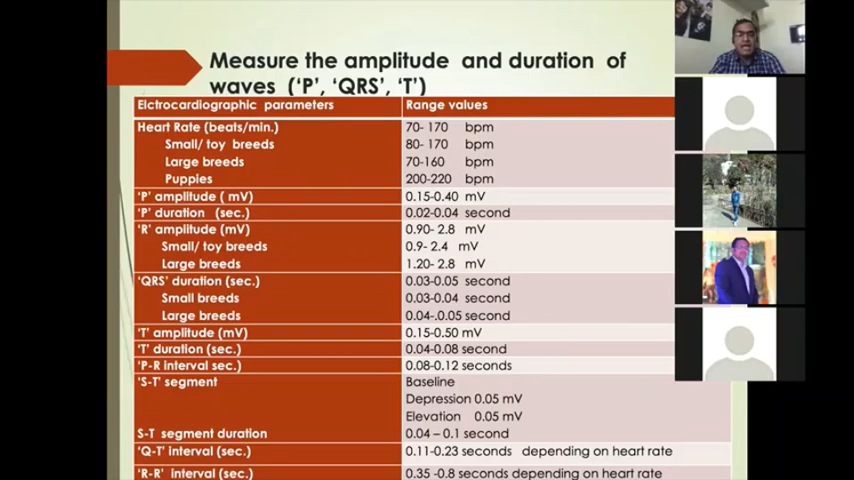 Measure the amplitude and duration of
waves ('P', 'QRS', 'T')
Elctrocardiographic parameters Range values
Heart Rate (beats/min.) 70- 170 bpm
Small/ toy breeds 80- 170 bpm
Large breeds 70-160 bpm
Puppies 200-220 bpm
'P' amplitude ( mV) 0.15-0.40 mV
'P' duration (sec.) 0.02-0.04 second
'R' amplitude (mV) 0.90- 2.8 mV
Small/ toy breeds 0.9- 2.4 mV
Large breeds 1.20- 2.8 mV
'QRS' duration (sec.) 0.03-0.05 second
Small breeds 0.03-0.04 second
Large breeds 0.04-.0.05 second
'T' amplitude (mV) 0.15-0.50 mV
'T' duration (sec.) 0.04-0.08 second
'P-R interval sec.) 0.08-0.12 seconds
'S-T' segment Baseline
Depression 0.05 mV
Elevation 0.05 mV
S-T segment duration 0.04 – 0.1 second
'Q-T' interval (sec.) 0.11-0.23 seconds depending on heart rate
'R-R' interval (sec.) 0.35 -0.8 seconds depending on heart rate